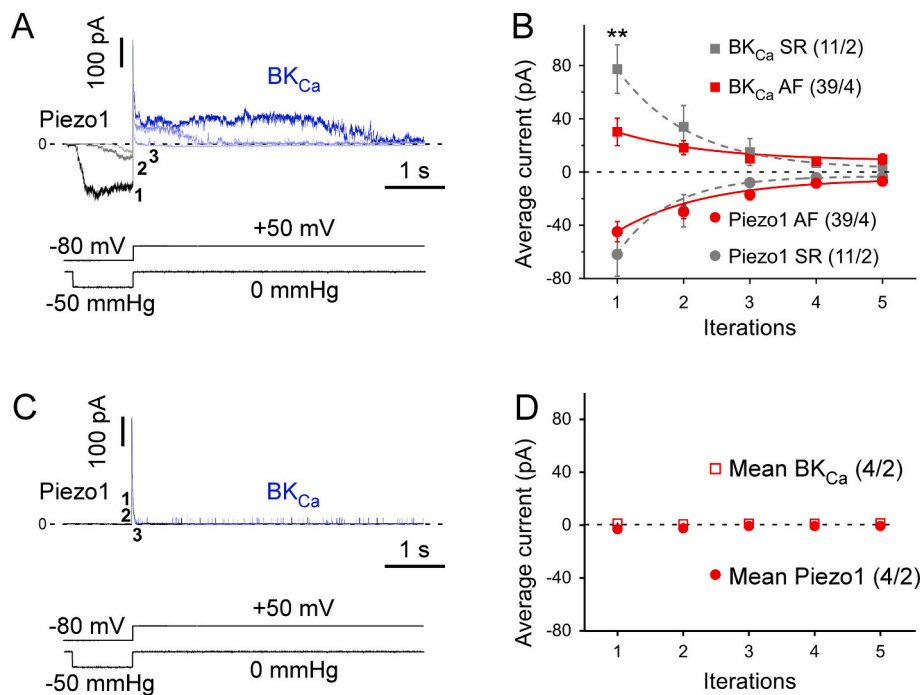 A
100 pA
BKCa
Piezo1
0
3
2
1
1 s
+50 mV
-80 mV
0 mmHg
-50 mmHg
B
**
BKCa SR (11/2)
BKCa AF (39/4)
Piezo1 AF (39/4)
Piezo1 SR (11/2)
Average current (pA)
80
40
0
-40
-80
1 2 3 4 5
Iterations
C
100 pA
Piezo1
BKCa
1
2
0
3
1 s
+50 mV
-80 mV
0 mmHg
-50 mmHg
D
Mean BKCa (4/2)
Mean Piezo1 (4/2)
Average current (pA)
80
40
0
-40
-80
1 2 3 4 5
Iterations